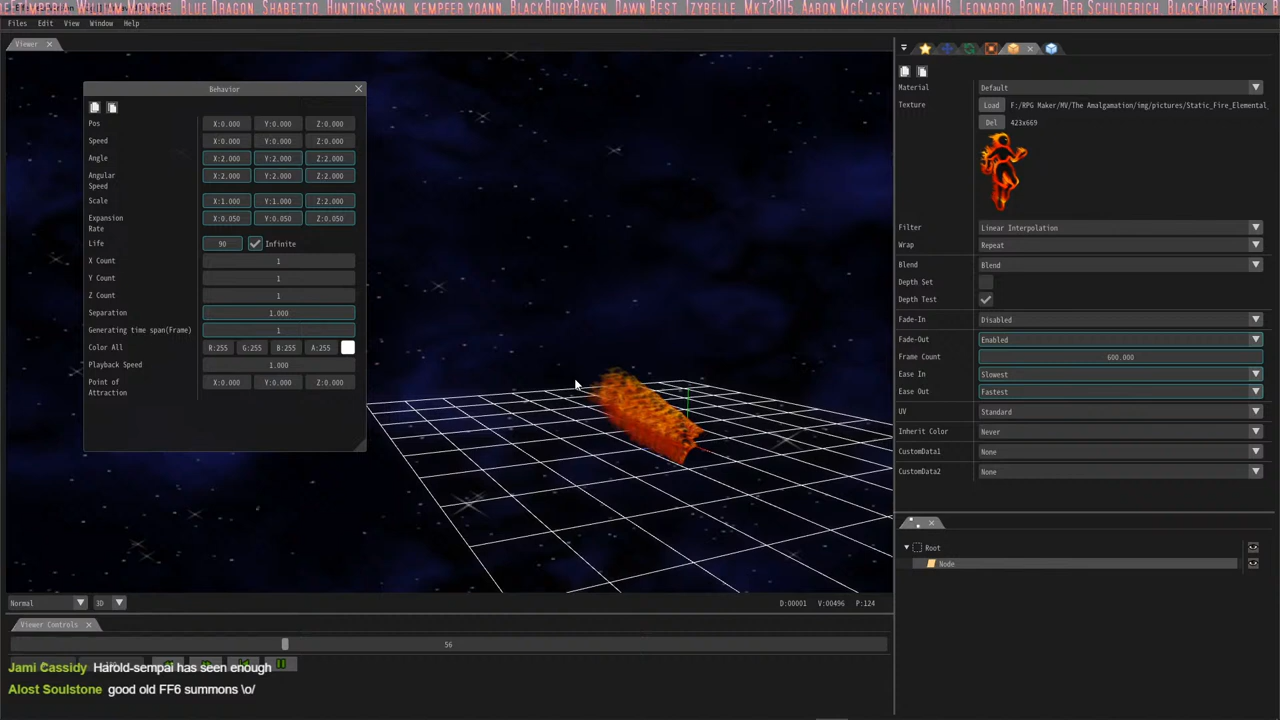 WILLIAM MONROE BLUE DRAGON SHABETTO HUNTINGSWAN KEMPFER YOANN BLACKRUBYRAVEN DAWN BEST IZYBELLE MKT2015 AARON MCCLASKEY VINAL16 LEONARDO BONAZ DER SCHILDERICH BLACKRUBYRAVEN
Files Edit View Window Help
Viewer
Behavior
Pos X:0.000 Y:0.000 Z:0.000
Speed X:0.000 Y:0.000 Z:0.000
Angle X:2.000 Y:2.000 Z:2.000
Angular Speed X:2.000 Y:2.000 Z:2.000
Scale X:1.000 Y:1.000 Z:2.000
Expansion Rate X:0.050 Y:0.050 Z:0.050
Life 90 Infinite
X Count 1
Y Count 1
Z Count 1
Separation 1.000
Generating time span(Frame) 1
Color All R:255 G:255 B:255 A:255
Playback Speed 1.000
Point of Attraction X:0.000 Y:0.000 Z:0.000
Normal 3D D:00001 V:00496 P:124
Viewer Controls
56
Jami Cassidy Harold-sempai has seen enough
Alost Soulstone good old FF6 summons \o/
Material Default
Texture Load F:/RPG Maker/MV/The Amalgamation/img/pictures/Static_Fire_Elemental_
Del 423x669
Filter Linear Interpolation
Wrap Repeat
Blend Blend
Depth Set
Depth Test
Fade-In Disabled
Fade-Out Enabled
Frame Count 600.000
Ease In Slowest
Ease Out Fastest
UV Standard
Inherit Color Never
CustomData1 None
CustomData2 None
Root
Node